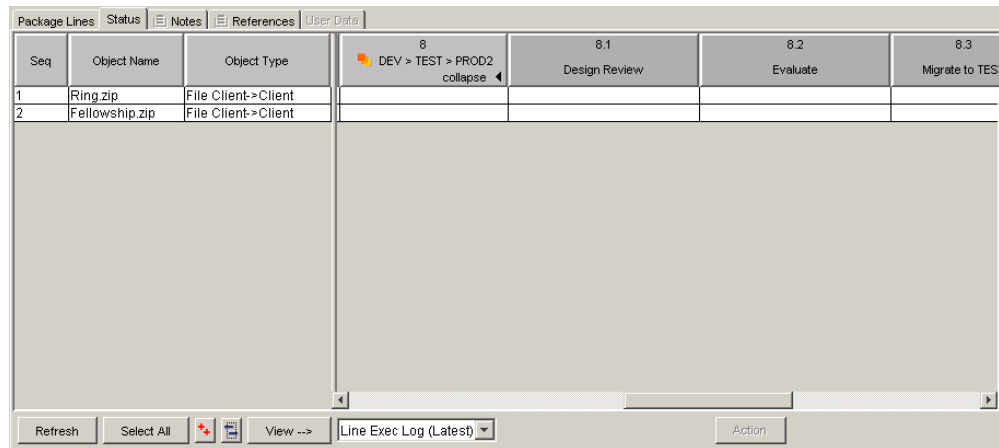 Package Lines Status Notes References User Data
Seq Object Name Object Type 8 DEV > TEST > PROD2 collapse 8.1 Design Review 8.2 Evaluate 8.3 Migrate to TES
1 Ring.zip File Client->Client
2 Fellowship.zip File Client->Client
Refresh Select All View --> Line Exec Log (Latest) Action